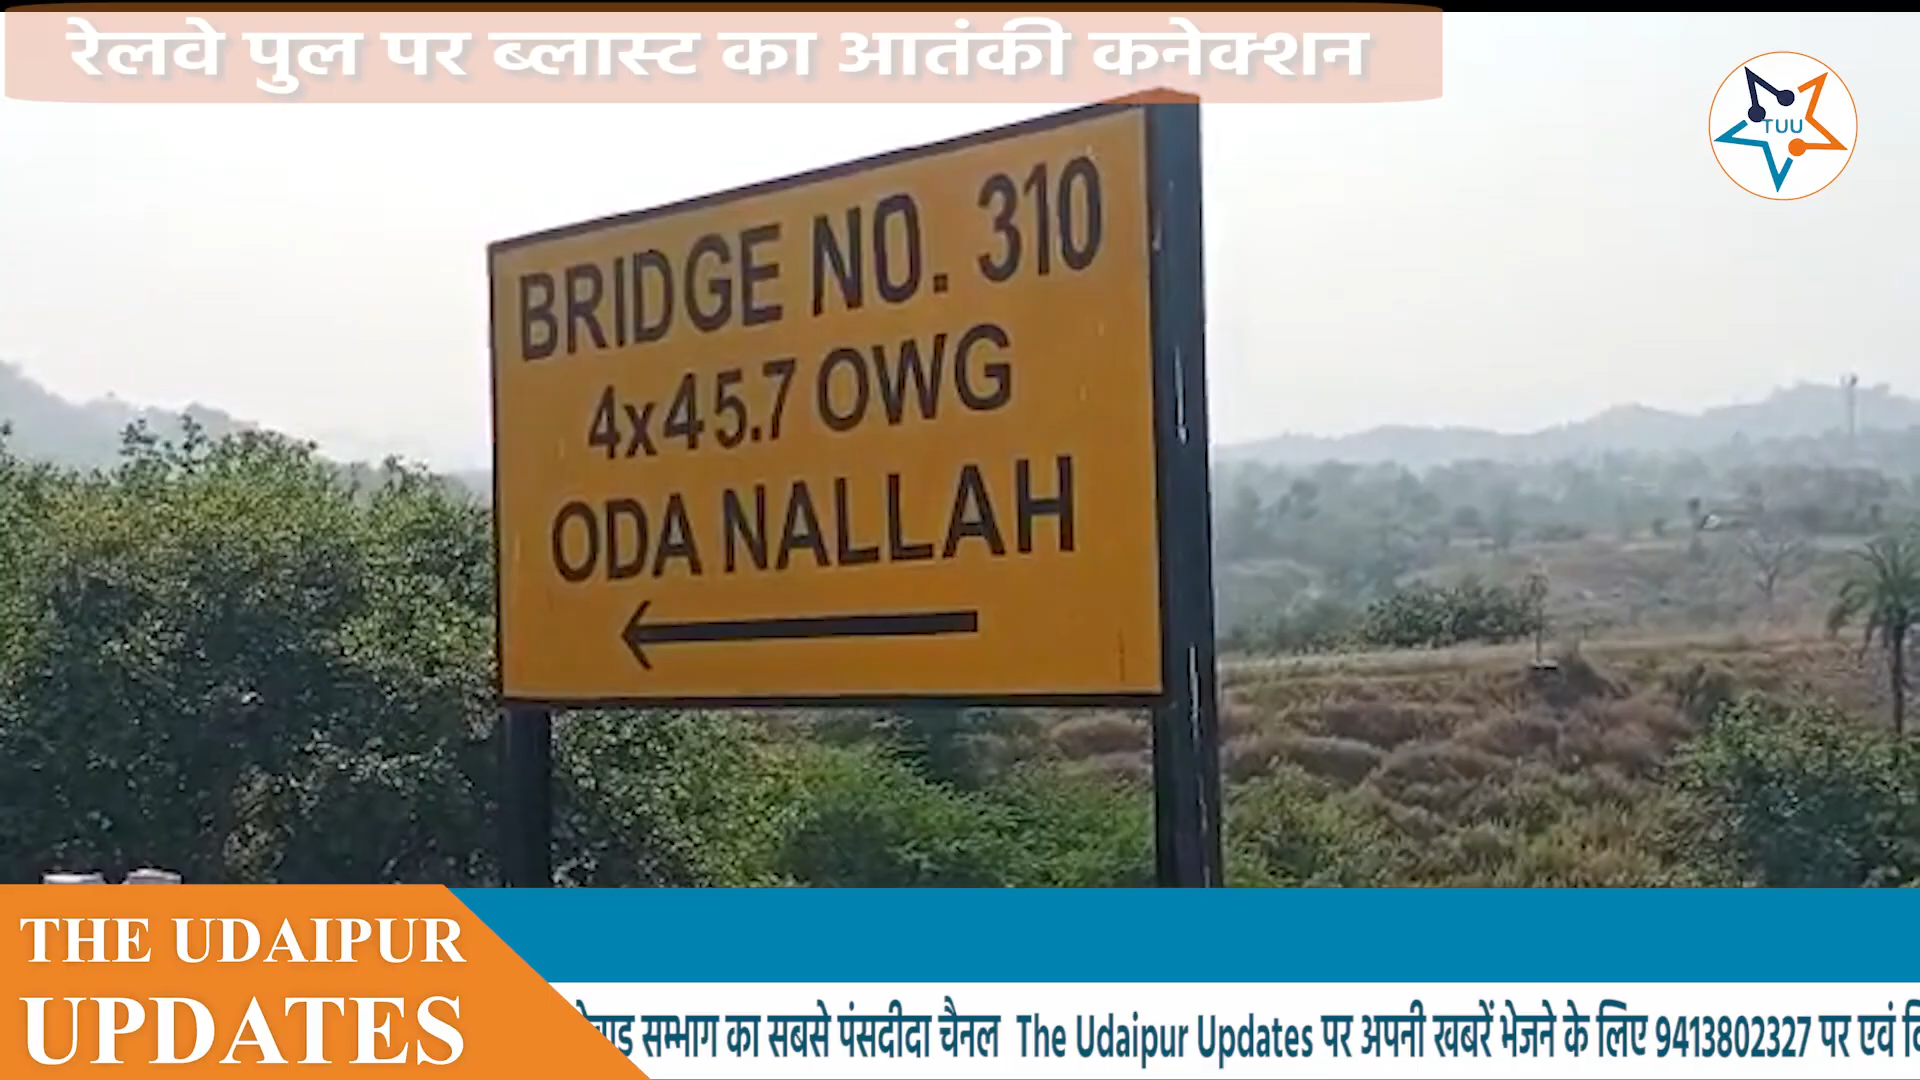 रेलवे पुल पर ब्लास्ट का आतंकी कनेक्शन
TUU
BRIDGE NO. 310
4x45.7 OWG
ODA NALLAH
THE UDAIPUR
UPDATES
सम्भाग का सबसे पंसदीदा चैनल The Udaipur Updates पर अपनी खबरें भेजने के लिए 9413802327 पर एवं